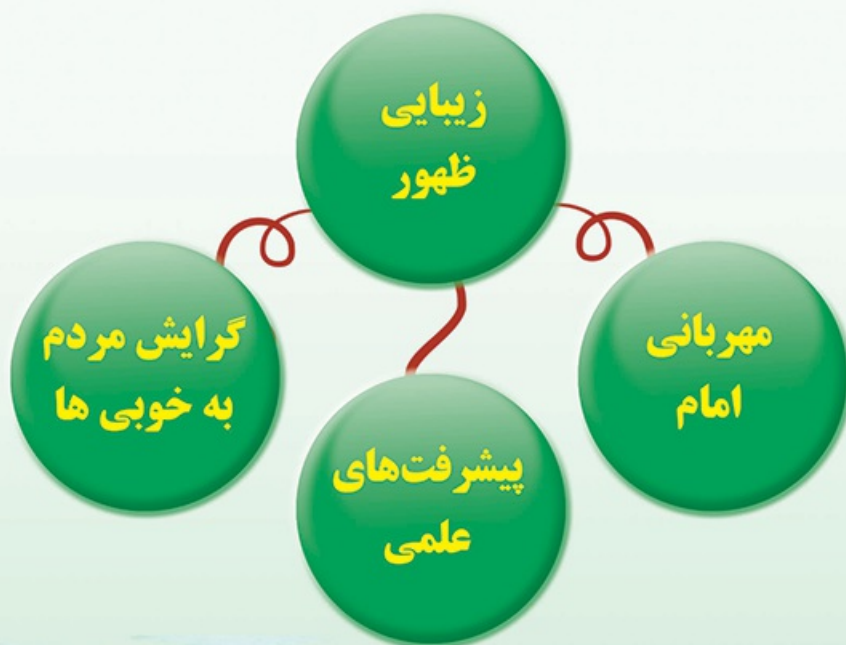 زیبایی
ظهور
مهربانی
امام
پیشرفت‌های
علمی
گرایش مردم
به خوبی ها